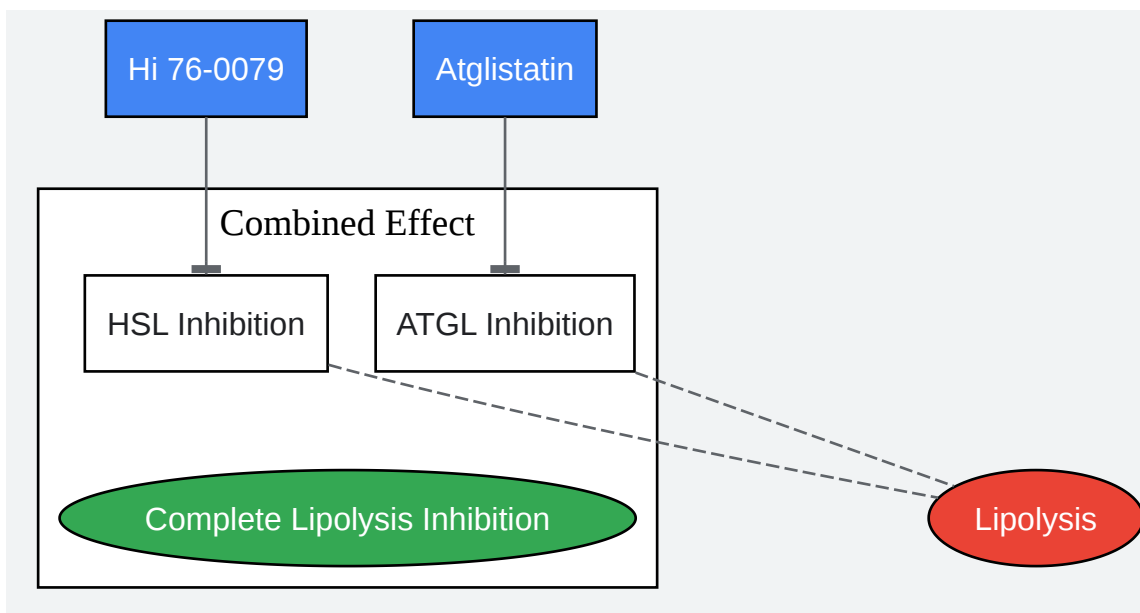 Hi 76-0079
Atglistatin
Combined Effect
HSL Inhibition
ATGL Inhibition
Complete Lipolysis Inhibition
Lipolysis